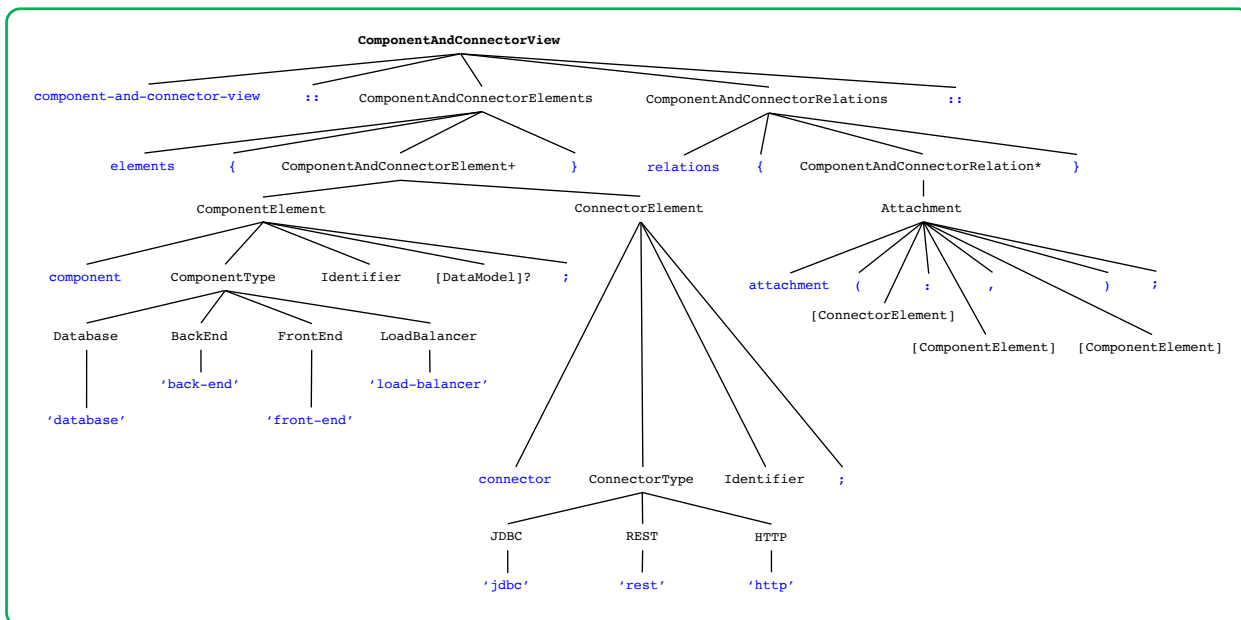 ComponentAndConnectorView
component-and-connector-view :: ComponentAndConnectorElements ComponentAndConnectorRelations ::
elements { ComponentAndConnectorElement+ } relations { ComponentAndConnectorRelation* }
ComponentElement ConnectorElement Attachment
component ComponentType Identifier [DataModel]? ; attachment ( : , ) ;
[ConnectorElement]
Database BackEnd FrontEnd LoadBalancer
[ComponentElement] [ComponentElement]
‘back-end’ ‘load-balancer’
‘database’ ‘front-end’
connector ConnectorType Identifier ;
JDBC REST HTTP
‘jdbc’ ‘rest’ ‘http’